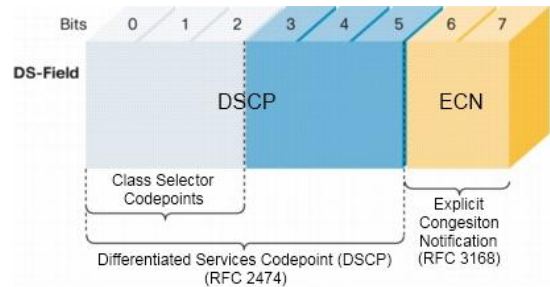 Bits 0 1 2 3 4 5 6 7
DS-Field
DSCP ECN
Class Selector
Codepoints
Explicit
Congesiton
Notification
(RFC 3168)
Differentiated Services Codepoint (DSCP)
(RFC 2474)